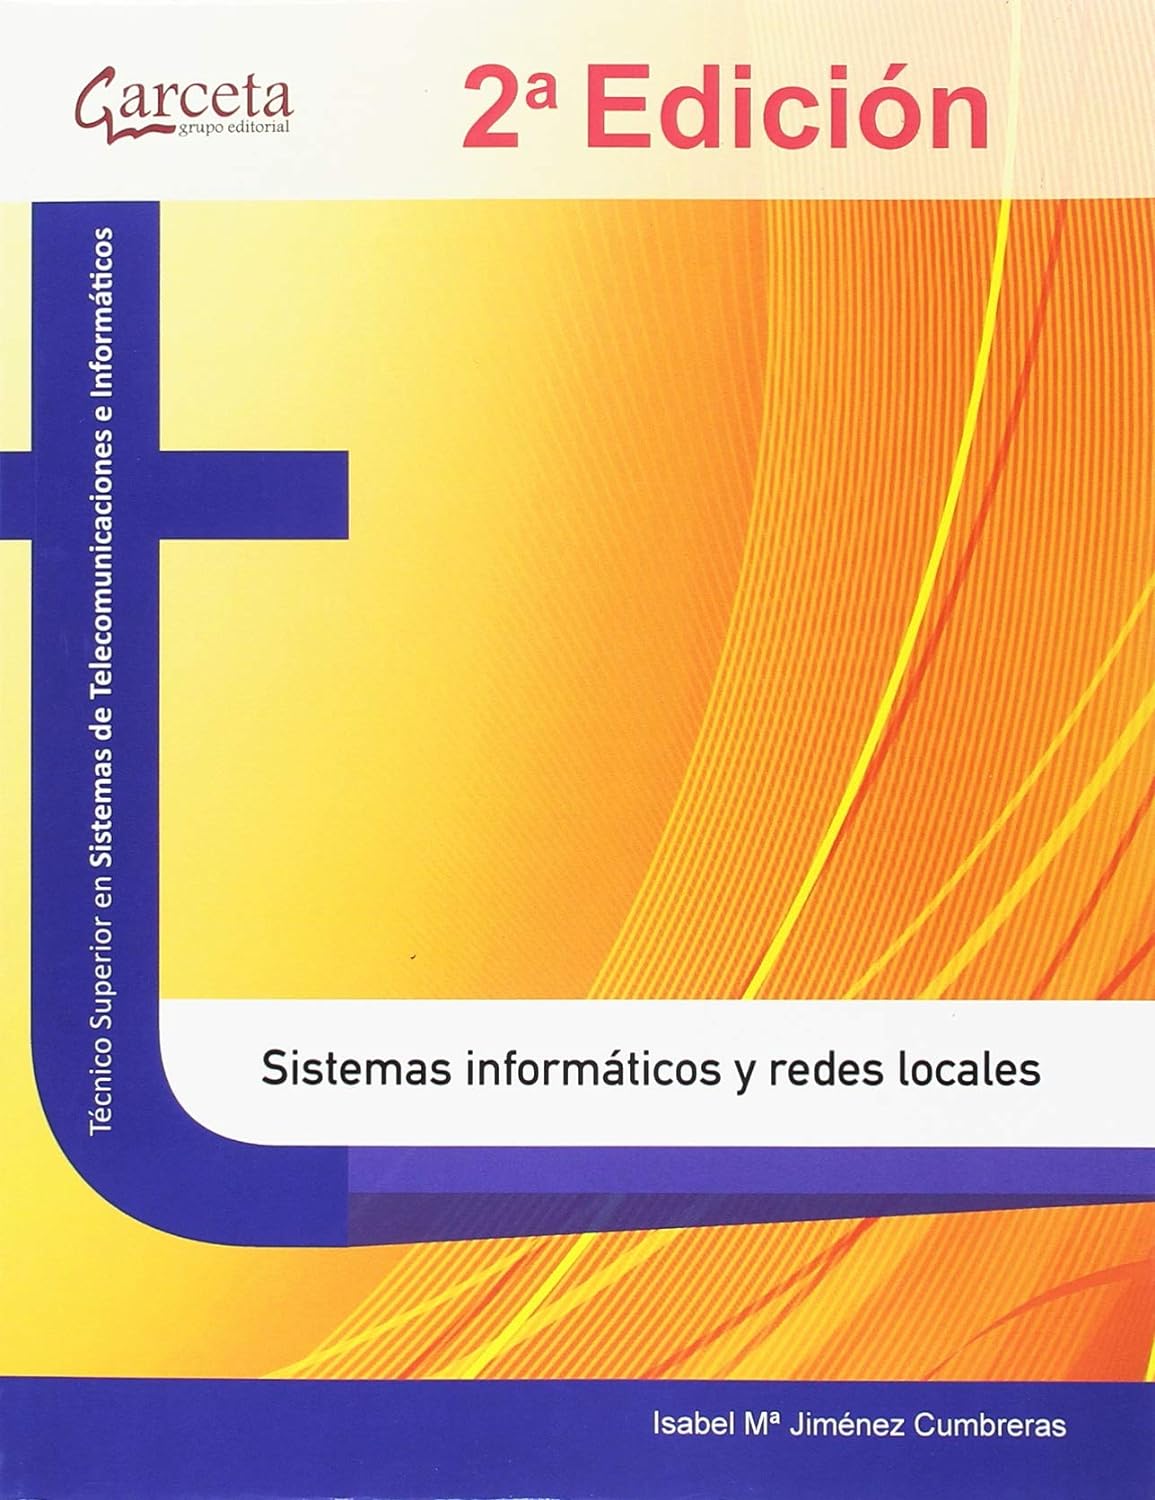 Garceta
grupo editorial
2ª Edición
Técnico Superior en Sistemas de Telecomunicaciones e Informáticos
Sistemas informáticos y redes locales
Isabel Mª Jiménez Cumbreras